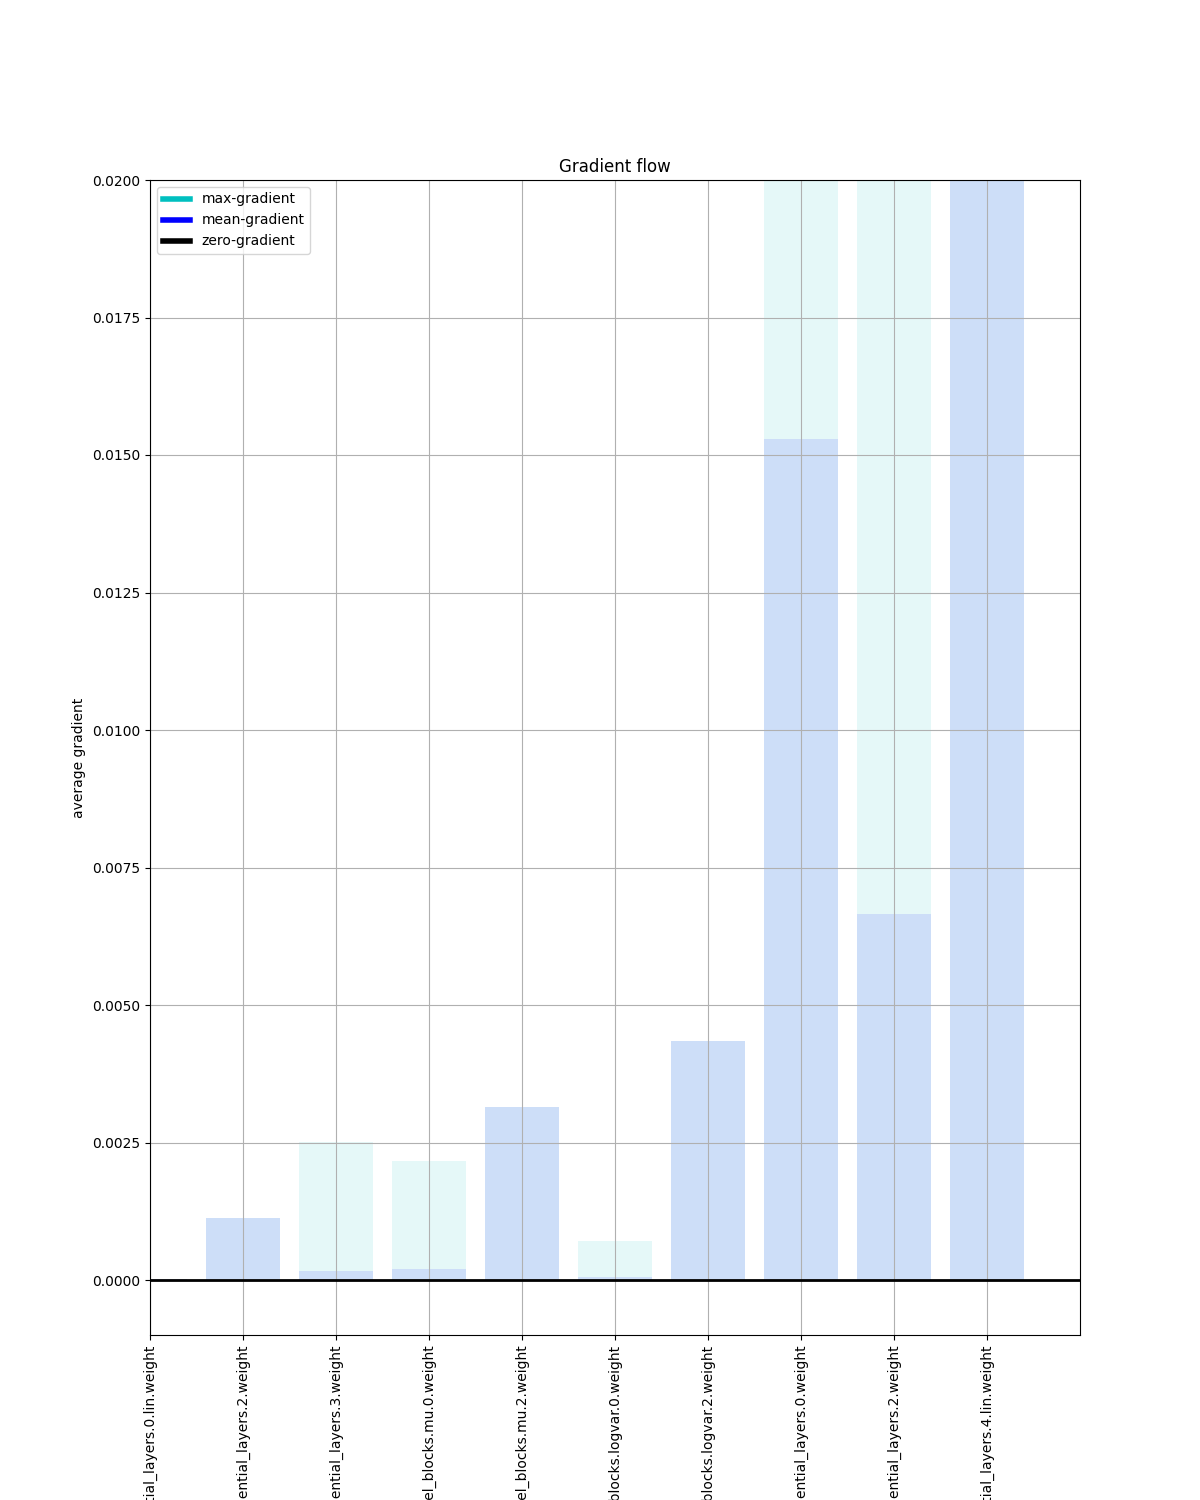 Gradient flow
max-gradient
mean-gradient
zero-gradient
0.0200
0.0175
0.0150
0.0125
0.0100
0.0075
0.0050
0.0025
0.0000
average gradient
tial_layers.0.lin.weight
ential_layers.2.weight
ential_layers.3.weight
el_blocks.mu.0.weight
el_blocks.mu.2.weight
blocks.logvar.0.weight
blocks.logvar.2.weight
ential_layers.0.weight
ential_layers.2.weight
tial_layers.4.lin.weight